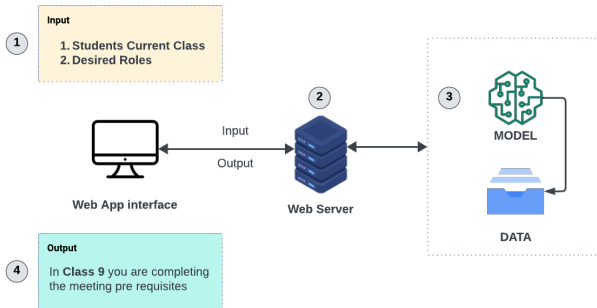 Input
1
1. Students Current Class
2. Desired Roles
2
3
Input
MODEL
Output
Web App interface
Web Server
DATA
Output
4
In Class 9 you are completing
the meeting pre requisites